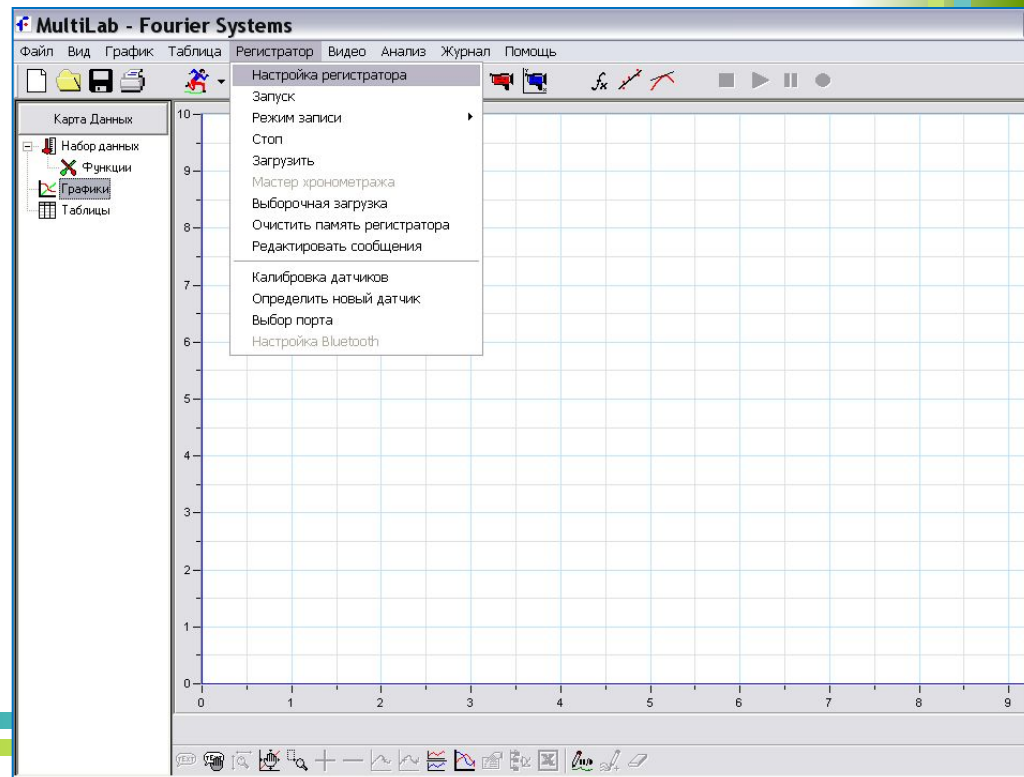 MultiLab - Fourier Systems
Файл Вид График Таблица Регистратор Видео Анализ Журнал Помощь
Настройка регистратора
Запуск
Режим записи
Стоп
Загрузить
Мастер хронометража
Выборочная загрузка
Очистить память регистратора
Редактировать сообщения
Калибровка датчиков
Определить новый датчик
Выбор порта
Настройка Bluetooth
fx
Карта Данных
Набор данных
Функции
Графики
Таблицы
10
9
8
7
6
5
4
3
2
1
0
0 1 2 3 4 5 6 7 8 9